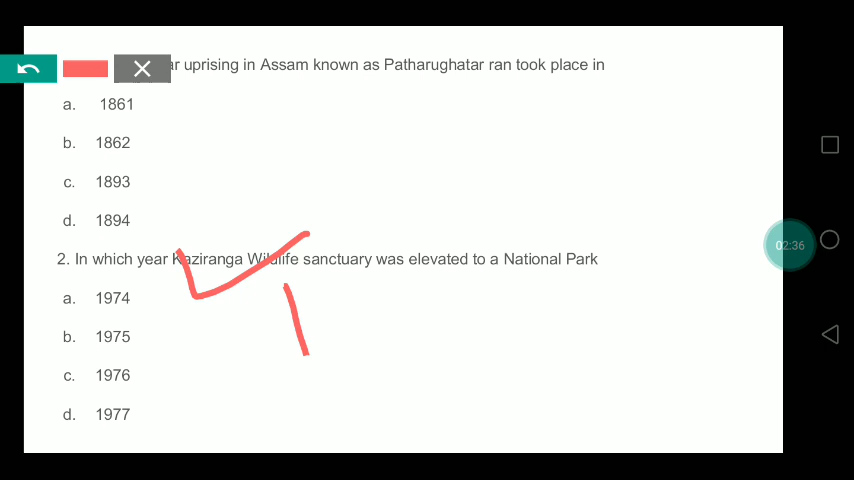 uprising in Assam known as Patharughatar ran took place in
a. 1861
b. 1862
c. 1893
d. 1894
2. In which year Kaziranga Wildlife sanctuary was elevated to a National Park
02:36
a. 1974
b. 1975
c. 1976
d. 1977